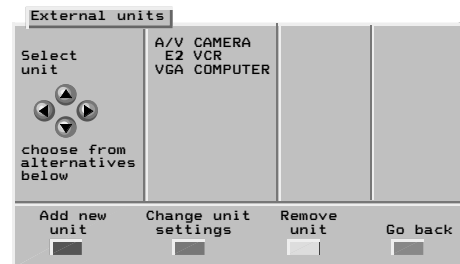 External units
Select
unit
choose from
alternatives
below
A/V CAMERA
E2 VCR
VGA COMPUTER
Add new
unit
Change unit
settings
Remove
unit
Go back